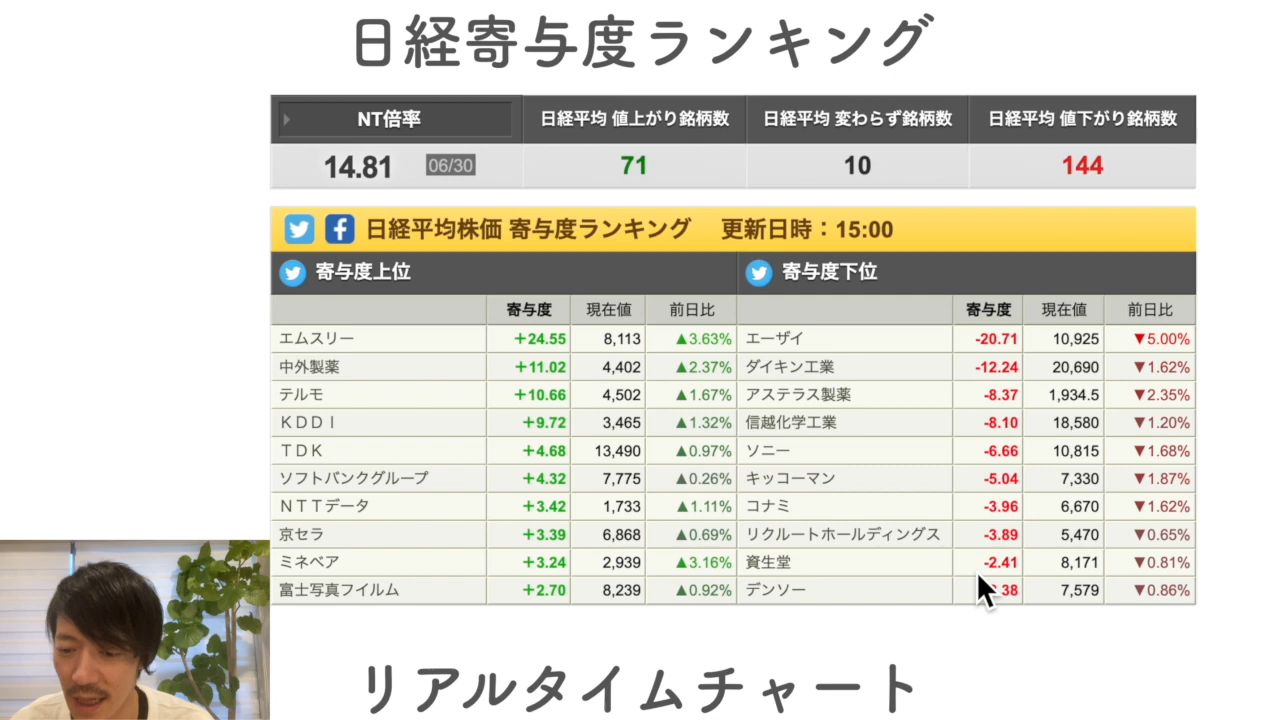 日経寄与度ランキング
NT倍率 日経平均 値上がり銘柄数 日経平均 変わらず銘柄数 日経平均 値下がり銘柄数
14.81 06/30 71 10 144
日経平均株価 寄与度ランキング 更新日時：15:00
寄与度上位 寄与度下位
寄与度 現在値 前日比 寄与度 現在値 前日比
エムスリー +24.55 8,113 ▲3.63% エーザイ -20.71 10,925 ▼5.00%
中外製薬 +11.02 4,402 ▲2.37% ダイキン工業 -12.24 20,690 ▼1.62%
テルモ +10.66 4,502 ▲1.67% アステラス製薬 -8.37 1,934.5 ▼2.35%
ＫＤＤＩ +9.72 3,465 ▲1.32% 信越化学工業 -8.10 18,580 ▼1.20%
ＴＤＫ +4.68 13,490 ▲0.97% ソニー -6.66 10,815 ▼1.68%
ソフトバンクグループ +4.32 7,775 ▲0.26% キッコーマン -5.04 7,330 ▼1.87%
ＮＴＴデータ +3.42 1,733 ▲1.11% コナミ -3.96 6,670 ▼1.62%
京セラ +3.39 6,868 ▲0.69% リクルートホールディングス -3.89 5,470 ▼0.65%
ミネベア +3.24 2,939 ▲3.16% 資生堂 -2.41 8,171 ▼0.81%
富士写真フイルム +2.70 8,239 ▲0.92% デンソー 38 7,579 ▼0.86%
リアルタイムチャート